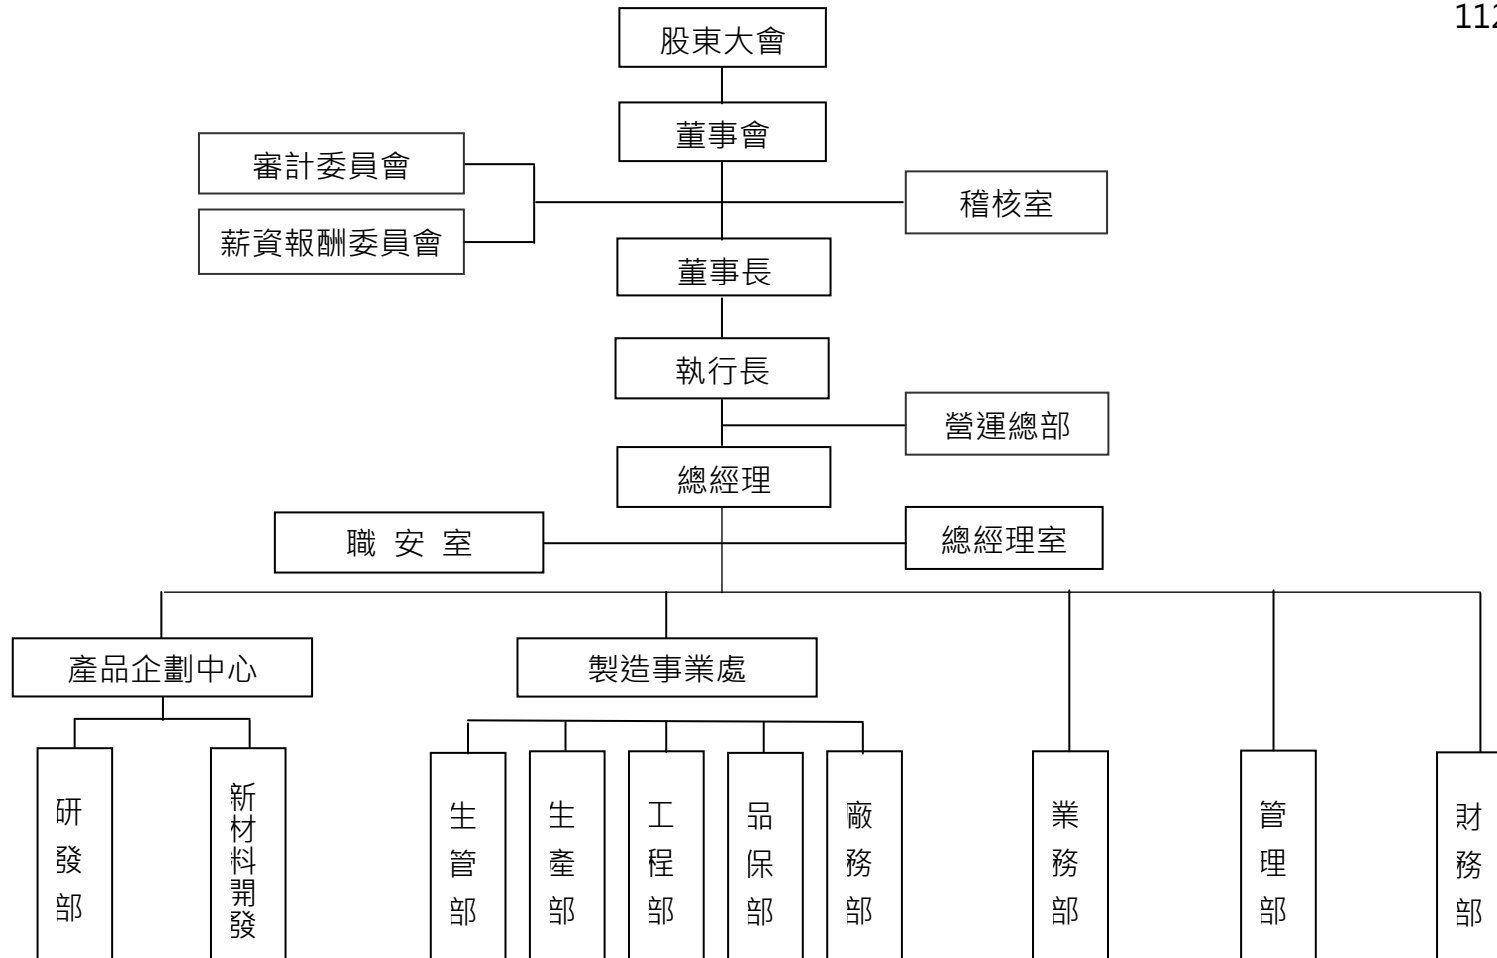 112
股東大會
董事會
審計委員會
稽核室
薪資報酬委員會
董事長
執行長
營運總部
總經理
職 安 室
總經理室
產品企劃中心
製造事業處
研發部
新材料開發
生管部
生產部
工程部
品保部
廠務部
業務部
管理部
財務部